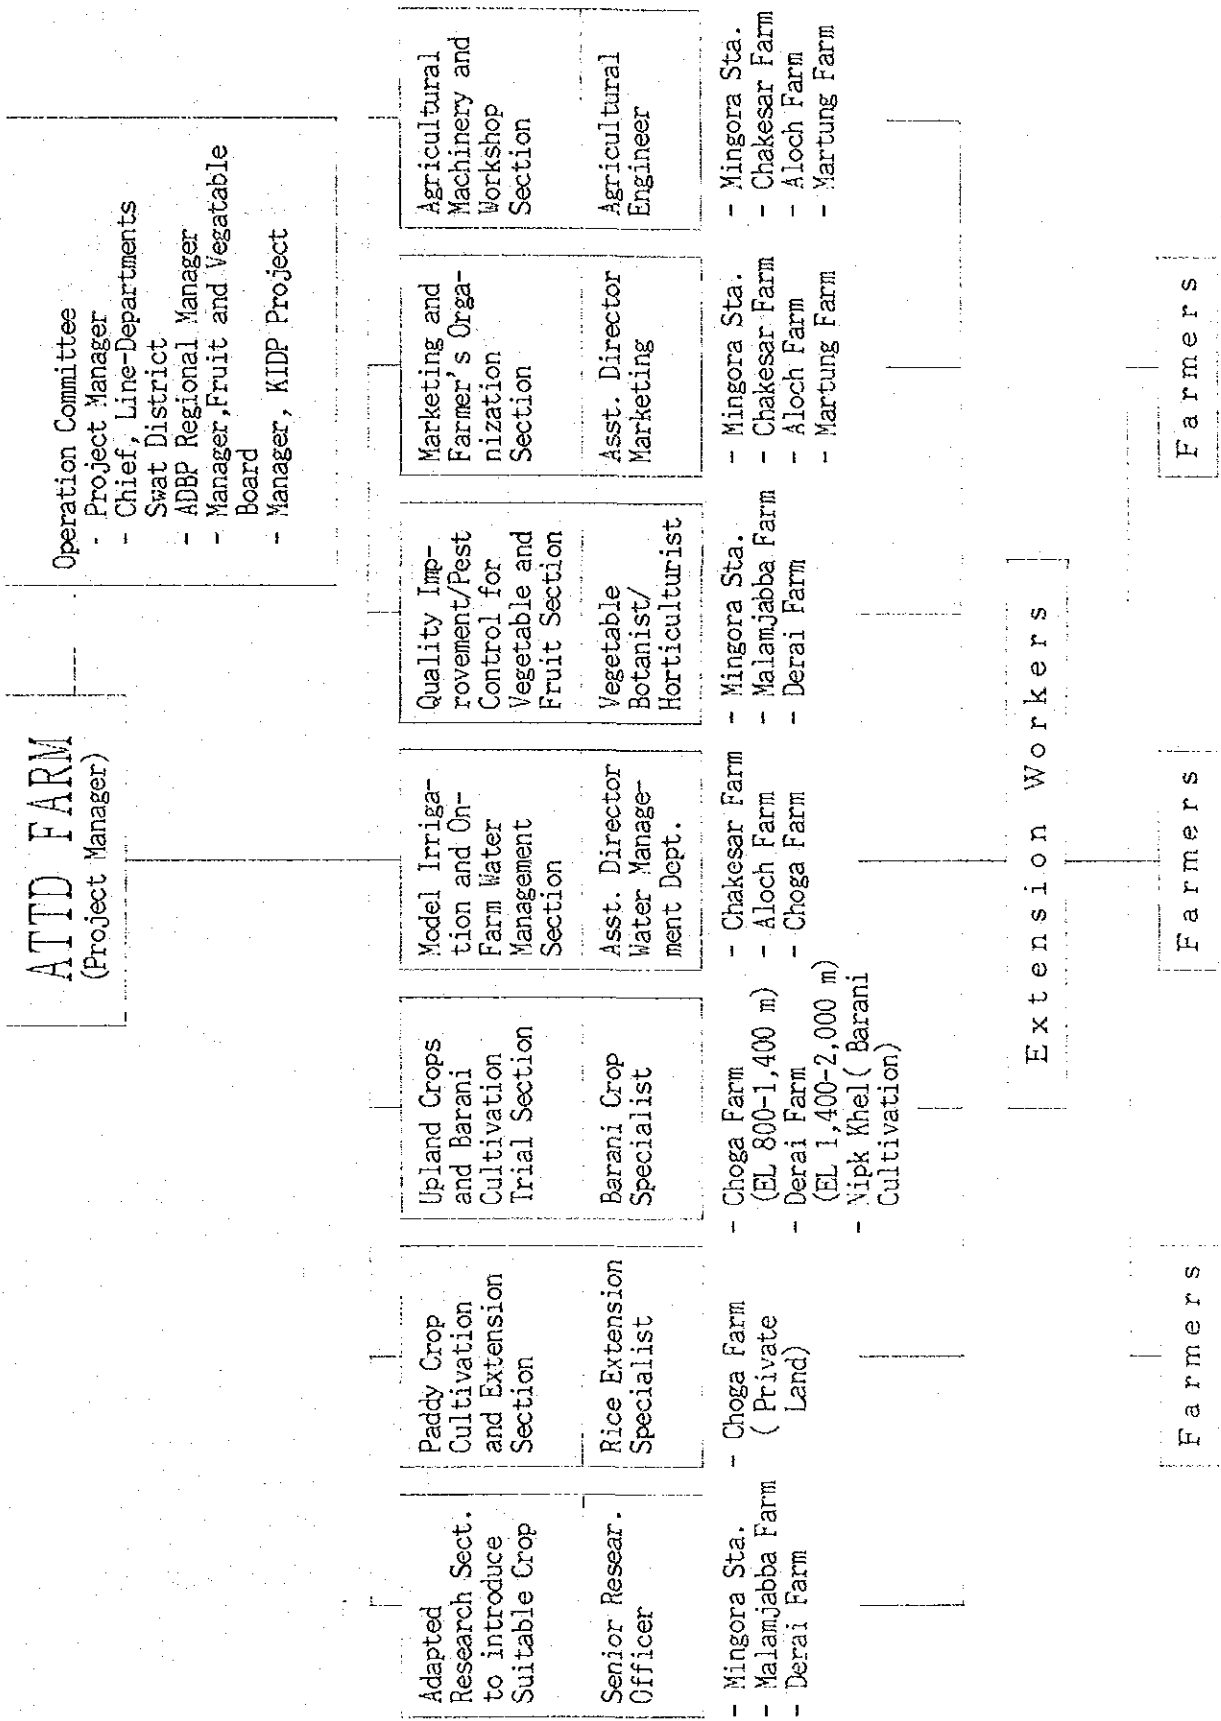 ATTD FARM
(Project Manager)
Operation Committee
- Project Manager
- Chief, Line-Departments
Swat District
- ADBP Regional Manager
- Manager,Fruit and Vegatable
Board
- Manager, KIDP Project
Adapted
Research Sect.
to introduce
Suitable Crop
Senior Resear.
Officer
- Mingora Sta.
- Malamjabba Farm
- Derai Farm
Paddy Crop
Cultivation
and Extension
Section
Rice Extension
Specialist
- Choga Farm
( Private
Land)
Upland Crops
and Barani
Cultivation
Trial Section
Barani Crop
Specialist
- Choga Farm
(EL 800-1,400 m)
- Derai Farm
(EL 1,400-2,000 m)
- Nipk Khel( Barani
Cultivation)
Model Irriga-
tion and On-
Farm Water
Management
Section
Asst. Director
Water Manage-
ment Dept.
- Chakesar Farm
- Aloch Farm
- Choga Farm
Quality Imp-
rovement/Pest
Control for
Vegetable and
Fruit Section
Vegetable
Botanist/
Horticulturist
- Mingora Sta.
- Malamjabba Farm
- Derai Farm
Marketing and
Farmer's Orga-
nization
Section
Asst. Director
Marketing
- Mingora Sta.
- Chakesar Farm
- Aloch Farm
- Martung Farm
Agricultural
Machinery and
Workshop
Section
Agricultural
Engineer
- Mingora Sta.
- Chakesar Farm
- Aloch Farm
- Martung Farm
Extension Workers
Farmers
Farmers
Farmers